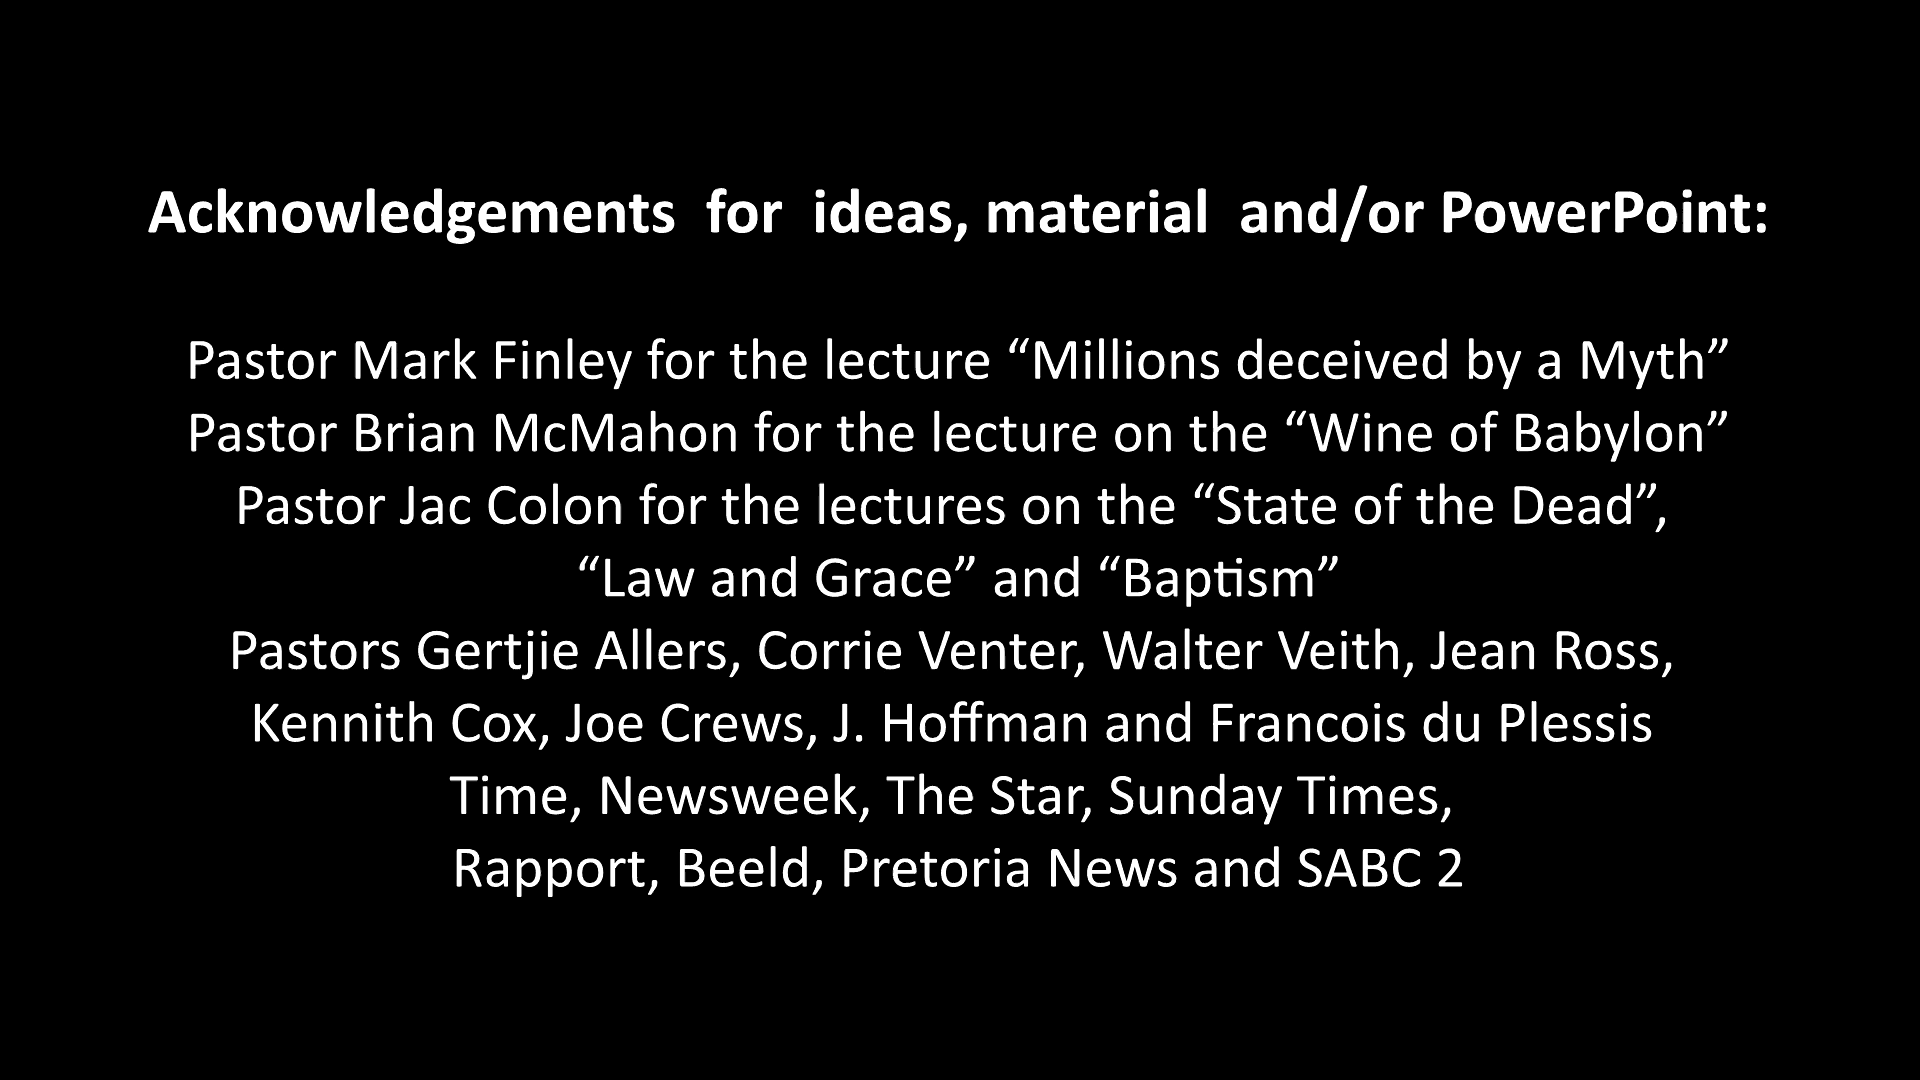 Acknowledgements for ideas, material and/or PowerPoint:
Pastor Mark Finley for the lecture “Millions deceived by a Myth”
Pastor Brian McMahon for the lecture on the “Wine of Babylon”
Pastor Jac Colon for the lectures on the “State of the Dead”,
“Law and Grace” and “Baptism”
Pastors Gertjie Allers, Corrie Venter, Walter Veith, Jean Ross,
Kennith Cox, Joe Crews, J. Hoffman and Francois du Plessis
Time, Newsweek, The Star, Sunday Times,
Rapport, Beeld, Pretoria News and SABC 2